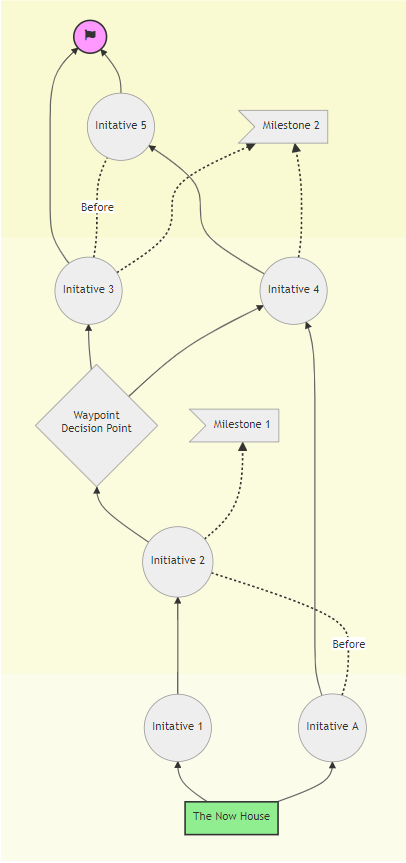 Initative 5
Milestone 2
Before
Initative 3
Initative 4
Waypoint
Decision Point
Milestone 1
Initiative 2
Before
Initative 1
Initative A
The Now House